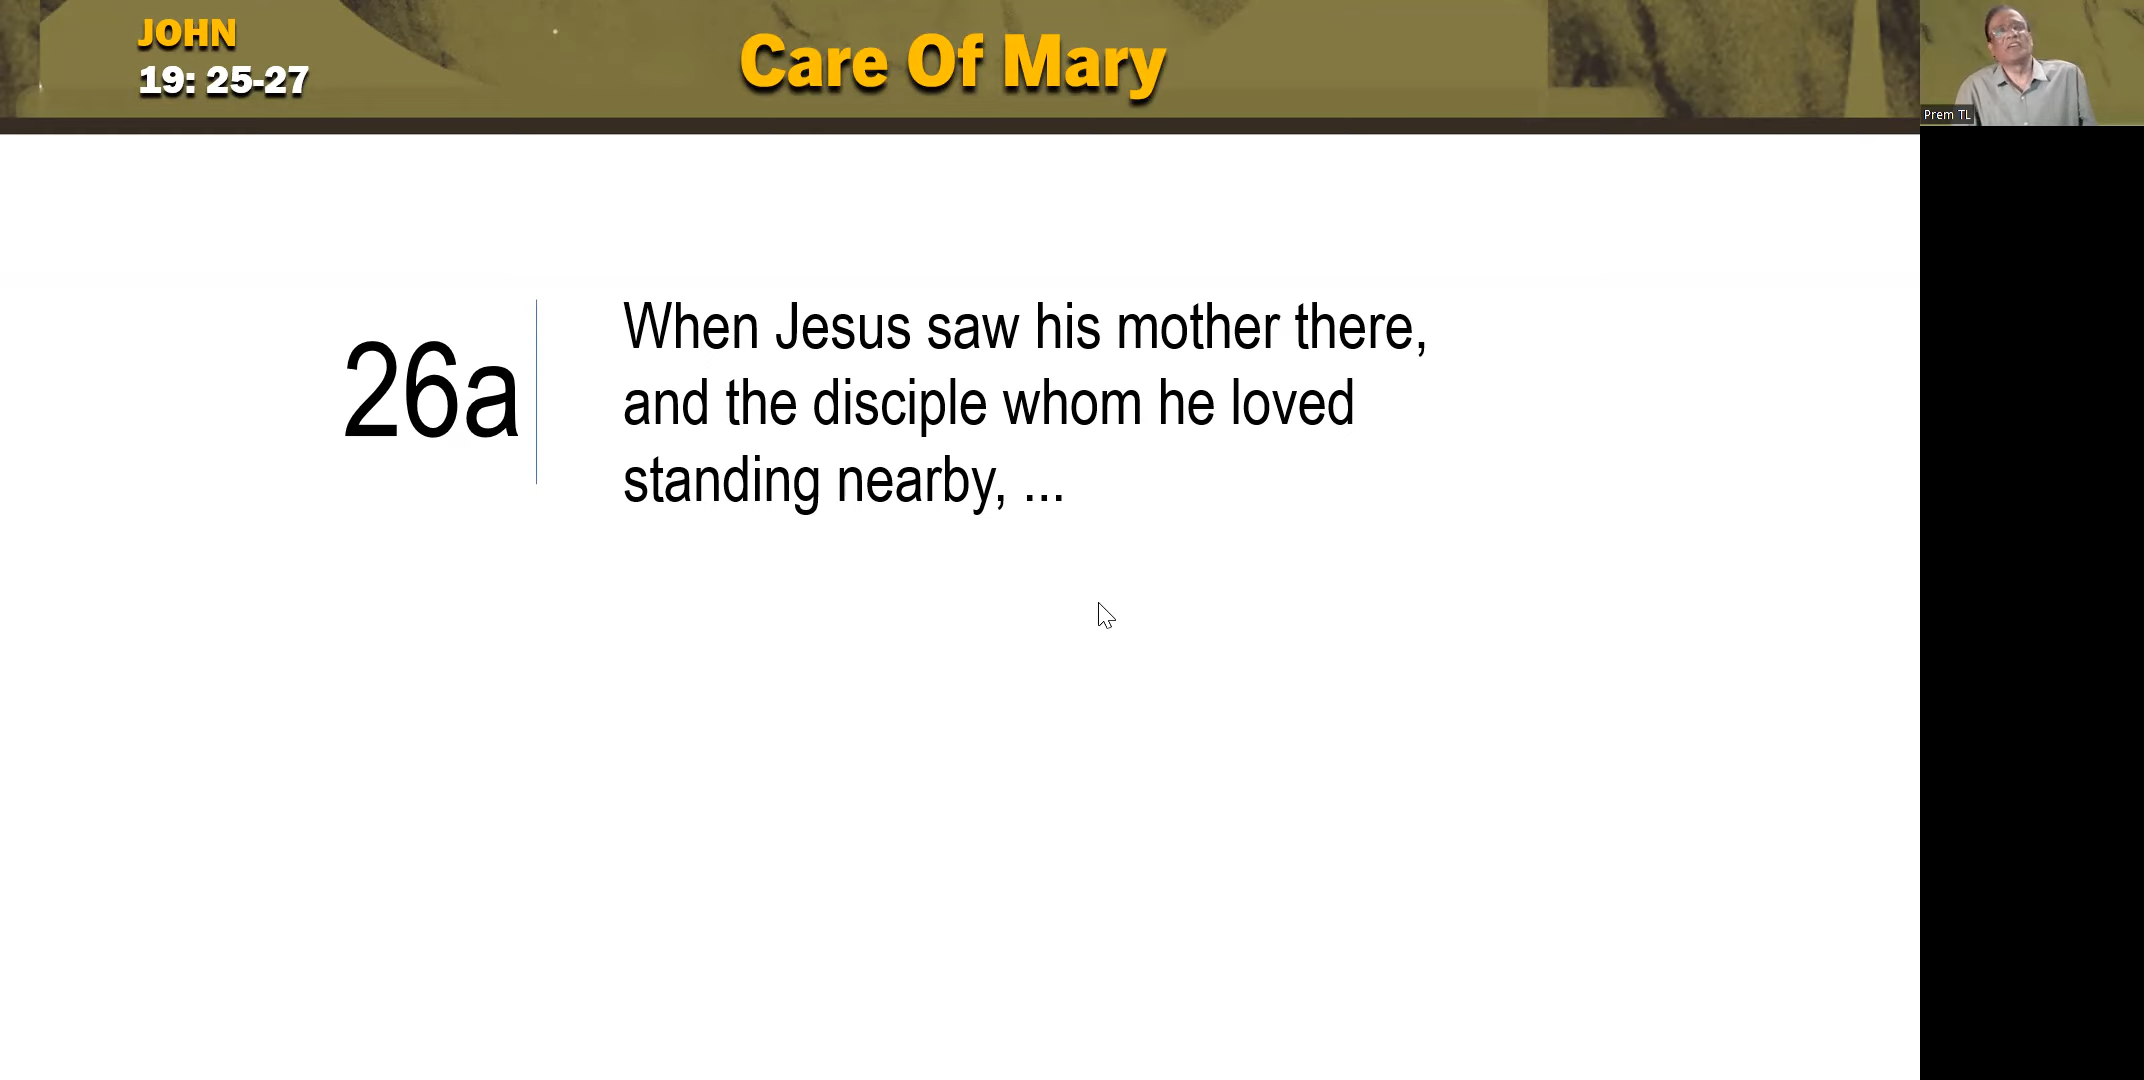 JOHN
19: 25-27
Care Of Mary
Prem TL
26a
When Jesus saw his mother there,
and the disciple whom he loved
standing nearby, ...